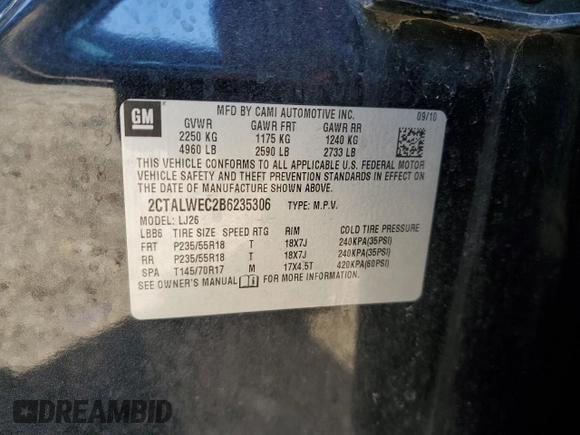 GM
MFD BY CAMI AUTOMOTIVE INC. 09/10
GVWR GAWR FRT GAWR RR
2250 KG 1175 KG 1240 KG
4960 LB 2590 LB 2733 LB
THIS VEHICLE CONFORMS TO ALL APPLICABLE U.S. FEDERAL MOTOR
VEHICLE SAFETY AND THEFT PREVENTION STANDARDS IN EFFECT ON THE
DATE OF MANUFACTURE SHOWN ABOVE.
2CTALWEC2B6235306 TYPE: M.P.V.
MODEL: LJ26
LBB6 TIRE SIZE SPEED RTG RIM COLD TIRE PRESSURE
FRT P235/55R18 T 18X7J 240KPA(35PSI)
RR P235/55R18 T 18X7J 240KPA(35PSI)
SPA T145/70R17 M 17X4.5T 420KPA(60PSI)
SEE OWNER'S MANUAL FOR MORE INFORMATION.
DREAMBID